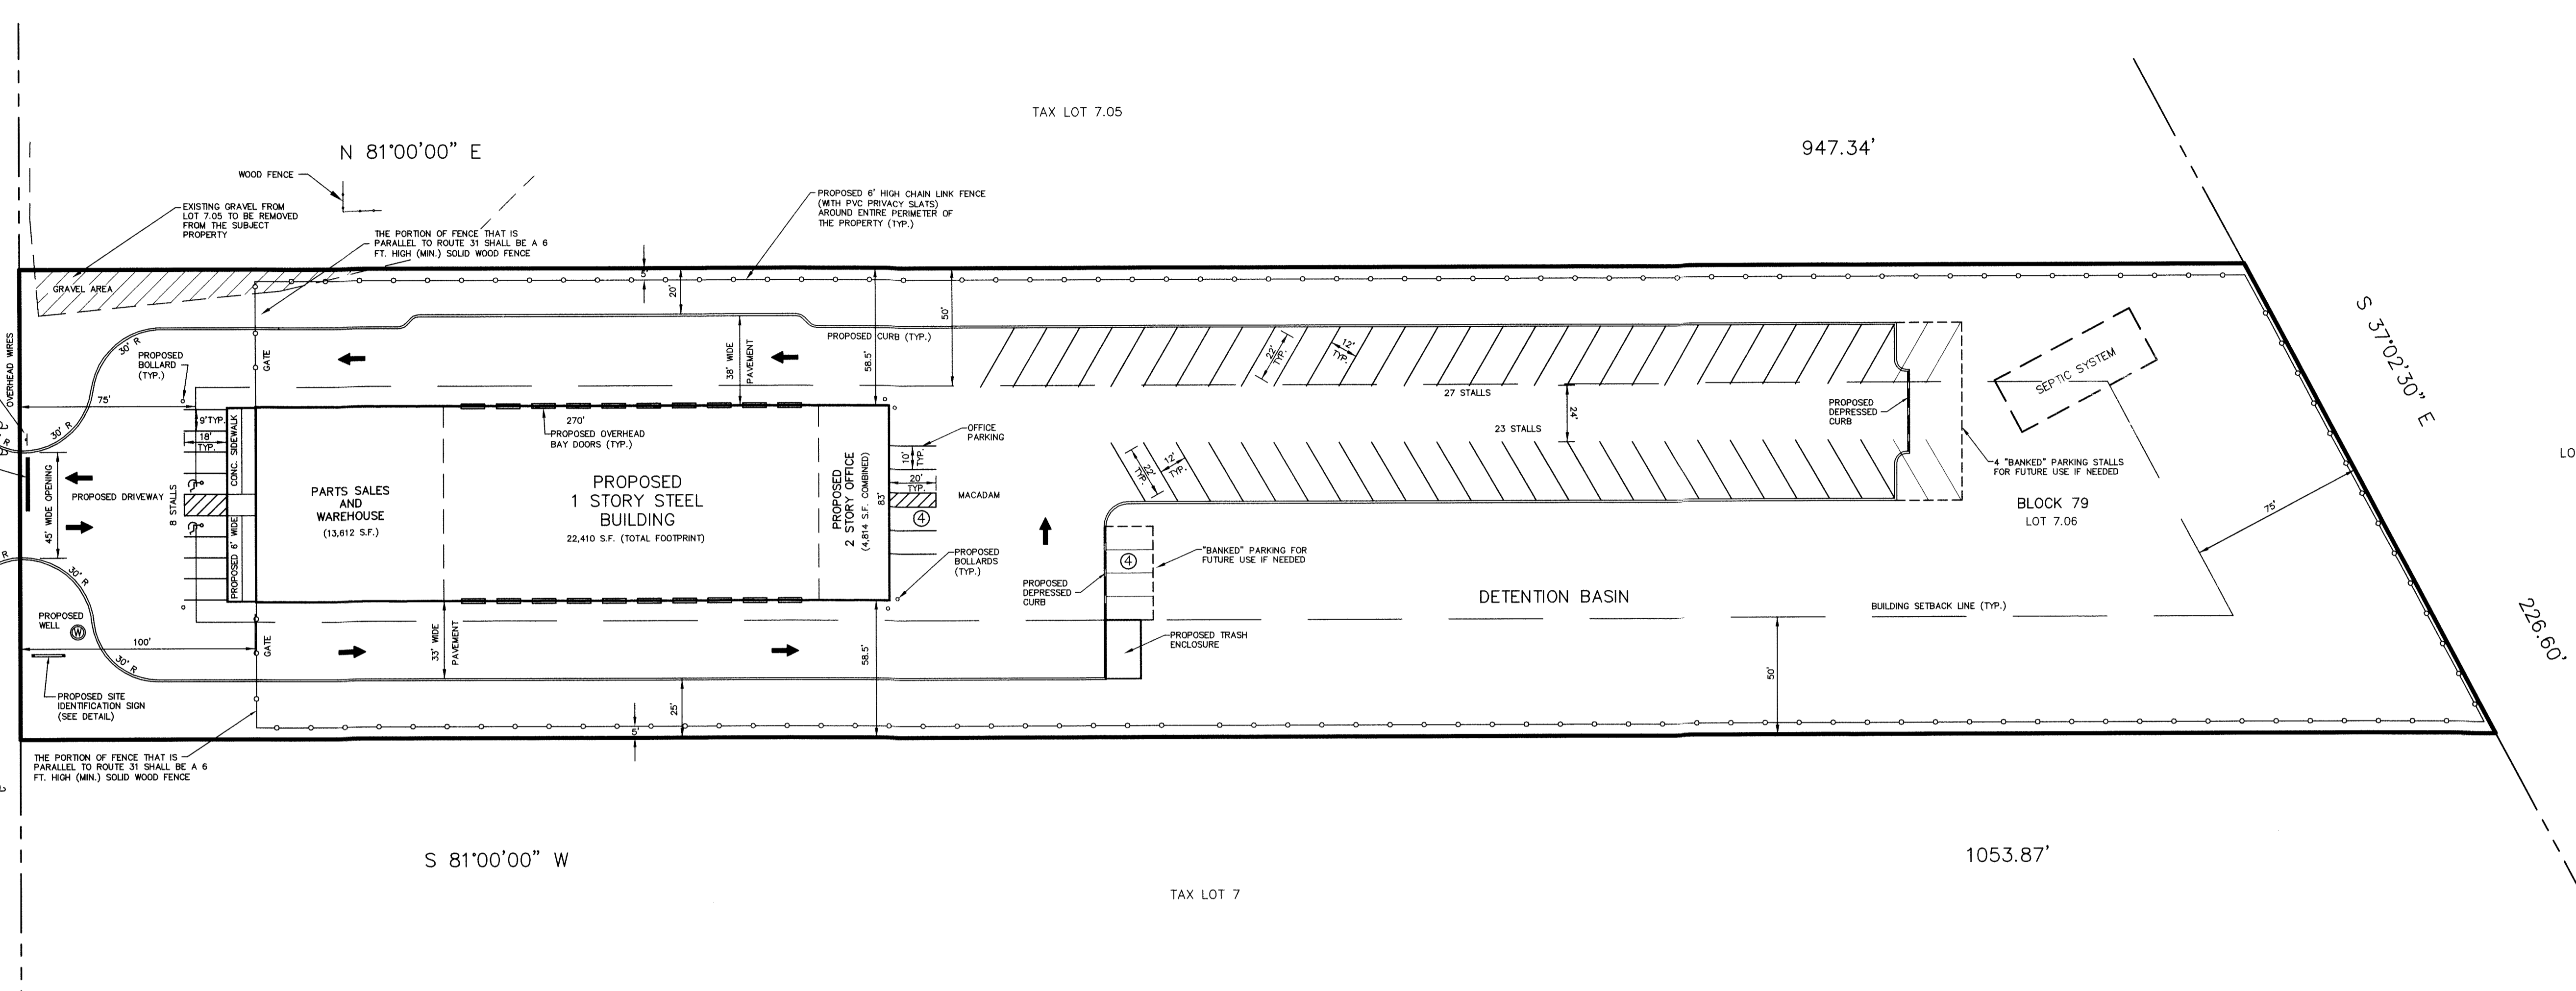 TAX LOT 7.05
N 81°00'00" E
947.34'
WOOD FENCE
EXISTING GRAVEL FROM
LOT 7.05 TO BE REMOVED
FROM THE SUBJECT
PROPERTY
THE PORTION OF FENCE THAT IS
PARALLEL TO ROUTE 31 SHALL BE A 6
FT. HIGH (MIN.) SOLID WOOD FENCE
PROPOSED 6' HIGH CHAIN LINK FENCE
(WITH PVC PRIVACY SLATS)
AROUND ENTIRE PERIMETER OF
THE PROPERTY (TYP.)
GRAVEL AREA
5'
20'
50'
58.5'
OVERHEAD WIRES
30' R
PROPOSED
BOLLARD
(TYP.)
GATE
38' WIDE
PAVEMENT
PROPOSED CURB (TYP.)
22'
TYP.
12'
TYP.
27 STALLS
24'
23 STALLS
22'
TYP.
12'
TYP.
PROPOSED
DEPRESSED
CURB
SEPTIC SYSTEM
S 37°02'30" E
226.60'
LO
4 "BANKED" PARKING STALLS
FOR FUTURE USE IF NEEDED
BLOCK 79
LOT 7.06
75'
75'
30' R
R
9' TYP.
18'
TYP.
CONC. SIDEWALK
PROPOSED 6' WIDE
8 STALLS
45' WIDE OPENING
PROPOSED DRIVEWAY
270'
PROPOSED OVERHEAD
BAY DOORS (TYP.)
PARTS SALES
AND
WAREHOUSE
(13,612 S.F.)
PROPOSED
1 STORY STEEL
BUILDING
22,410 S.F. (TOTAL FOOTPRINT)
PROPOSED
2 STORY OFFICE
(4,814 S.F. COMBINED)
83'
OFFICE
PARKING
10'
TYP.
20'
TYP.
MACADAM
4
PROPOSED
BOLLARDS
(TYP.)
PROPOSED
DEPRESSED
CURB
4
"BANKED" PARKING FOR
FUTURE USE IF NEEDED
PROPOSED TRASH
ENCLOSURE
DETENTION BASIN
BUILDING SETBACK LINE (TYP.)
50'
R
30' R
PROPOSED
WELL
W
100'
30' R
GATE
33' WIDE
PAVEMENT
58.5'
25'
5'
PROPOSED SITE
IDENTIFICATION SIGN
(SEE DETAIL)
THE PORTION OF FENCE THAT IS
PARALLEL TO ROUTE 31 SHALL BE A 6
FT. HIGH (MIN.) SOLID WOOD FENCE
S 81°00'00" W
1053.87'
TAX LOT 7